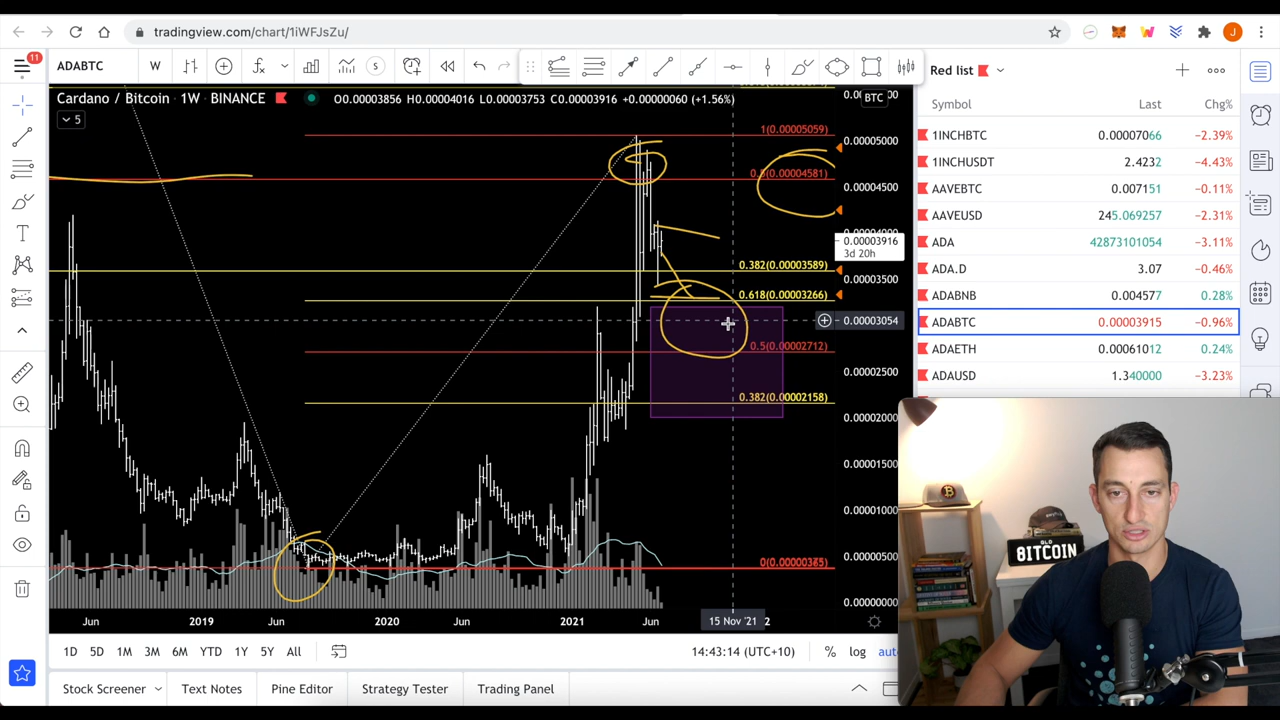 tradingview.com/chart/1iWFJsZu/
J
11
ADABTC
W
S
Red list
Cardano / Bitcoin · 1W · BINANCE
O0.00003856 H0.00004016 L0.00003753 C0.00003916 +0.00000060 (+1.56%)
BTC
5
Symbol Last Chg%
1INCHBTC 0.00007066 −2.39%
1INCHUSDT 2.4232 −4.43%
AAVEBTC 0.007151 −0.11%
AAVEUSD 245.069257 −2.31%
ADA 42873101054 −3.11%
ADA.D 3.07 −0.46%
ADABNB 0.004577 0.28%
ADABTC 0.00003915 −0.96%
ADAETH 0.00061012 0.24%
ADAUSD 1.340000 −3.23%
1(0.00005059)
0.5(0.00004581)
0.382(0.00003589)
0.618(0.00003266)
0.5(0.00002712)
0.382(0.00002158)
0.00005000
0.00004500
0.00003916
3d 20h
0.00003500
0.00003054
0.00002500
0.00002000
0.00001500
0.00001000
0.00000500
0.00000000
Jun 2019 Jun 2020 Jun 2021 Jun 15 Nov '21 2
1D 5D 1M 3M 6M YTD 1Y 5Y All
14:43:14 (UTC+10) % log
Stock Screener Text Notes Pine Editor Strategy Tester Trading Panel
QLD
BITCOIN